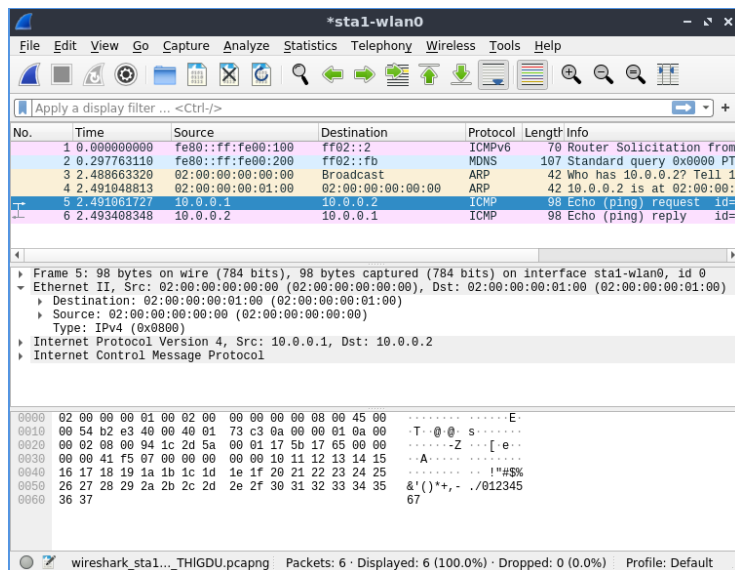 *sta1-wlan0
File Edit View Go Capture Analyze Statistics Telephony Wireless Tools Help
Apply a display filter ... <Ctrl-/>
No. Time Source Destination Protocol Length Info
1 0.000000000 fe80::ff:fe00:100 ff02::2 ICMPv6 70 Router Solicitation from
2 0.297763110 fe80::ff:fe00:200 ff02::fb MDNS 107 Standard query 0x0000 PT
3 2.488663320 02:00:00:00:00:00 Broadcast ARP 42 Who has 10.0.0.2? Tell 1
4 2.491048813 02:00:00:00:01:00 02:00:00:00:00:00 ARP 42 10.0.0.2 is at 02:00:00:
5 2.491061727 10.0.0.1 10.0.0.2 ICMP 98 Echo (ping) request id=
6 2.493408348 10.0.0.2 10.0.0.1 ICMP 98 Echo (ping) reply id=
Frame 5: 98 bytes on wire (784 bits), 98 bytes captured (784 bits) on interface sta1-wlan0, id 0
Ethernet II, Src: 02:00:00:00:00:00 (02:00:00:00:00:00), Dst: 02:00:00:00:01:00 (02:00:00:00:01:00)
Destination: 02:00:00:00:01:00 (02:00:00:00:01:00)
Source: 02:00:00:00:00:00 (02:00:00:00:00:00)
Type: IPv4 (0x0800)
Internet Protocol Version 4, Src: 10.0.0.1, Dst: 10.0.0.2
Internet Control Message Protocol
0000 02 00 00 00 01 00 02 00 00 00 00 00 08 00 45 00 ········ ······E·
0010 00 54 b2 e3 40 00 40 01 73 c3 0a 00 00 01 0a 00 ·T··@·@· s·······
0020 00 02 08 00 94 1c 2d 5a 00 01 17 5b 17 65 00 00 ······-Z ···[·e··
0030 00 00 41 f5 07 00 00 00 00 00 10 11 12 13 14 15 ··A····· ········
0040 16 17 18 19 1a 1b 1c 1d 1e 1f 20 21 22 23 24 25 ········ ·· !"#$%
0050 26 27 28 29 2a 2b 2c 2d 2e 2f 30 31 32 33 34 35 &'()*+,- ./012345
0060 36 37 67
wireshark_sta1..._THlGDU.pcapng Packets: 6 · Displayed: 6 (100.0%) · Dropped: 0 (0.0%) Profile: Default